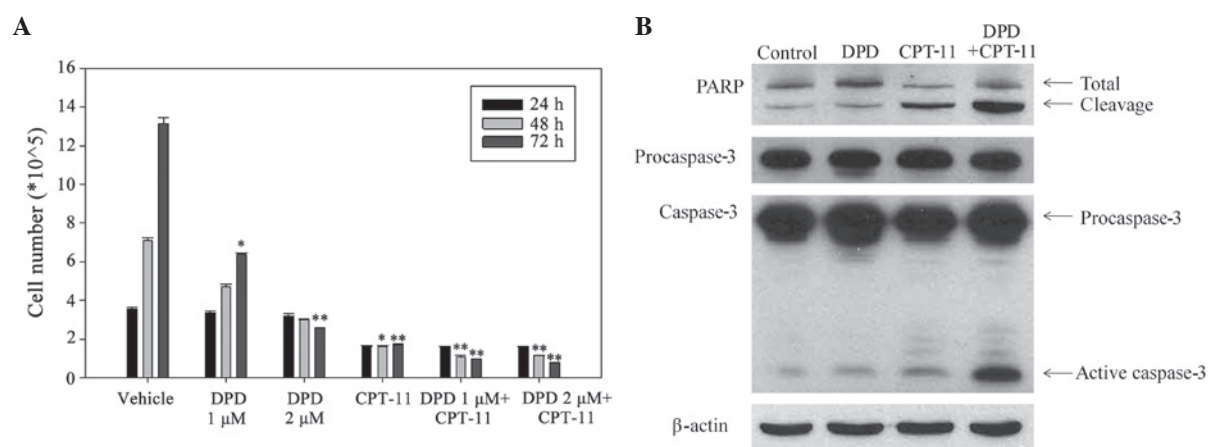 A
16
14
12
10
8
6
4
2
0
Cell number (*10^5)
24 h
48 h
72 h
*
**
* **
** **
** **
Vehicle
DPD
1 µM
DPD
2 µM
CPT-11
DPD 1 µM+
CPT-11
DPD 2 µM+
CPT-11
B
Control
DPD
CPT-11
DPD
+CPT-11
PARP
Total
Cleavage
Procaspase-3
Caspase-3
Procaspase-3
Active caspase-3
β-actin